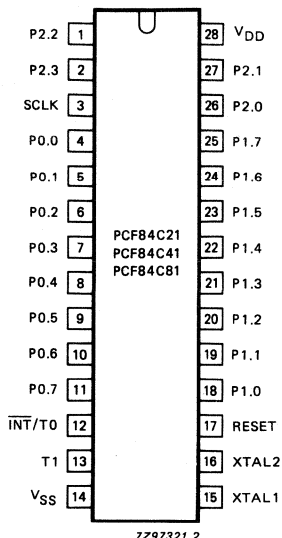 P2.2 1 28 VDD
P2.3 2 27 P2.1
SCLK 3 26 P2.0
P0.0 4 25 P1.7
P0.1 5 24 P1.6
P0.2 6 23 P1.5
PCF84C21
P0.3 7 22 P1.4
PCF84C41
PCF84C81
P0.4 8 21 P1.3
P0.5 9 20 P1.2
P0.6 10 19 P1.1
P0.7 11 18 P1.0
INT/T0 12 17 RESET
T1 13 16 XTAL2
VSS 14 15 XTAL1
7Z97321.2